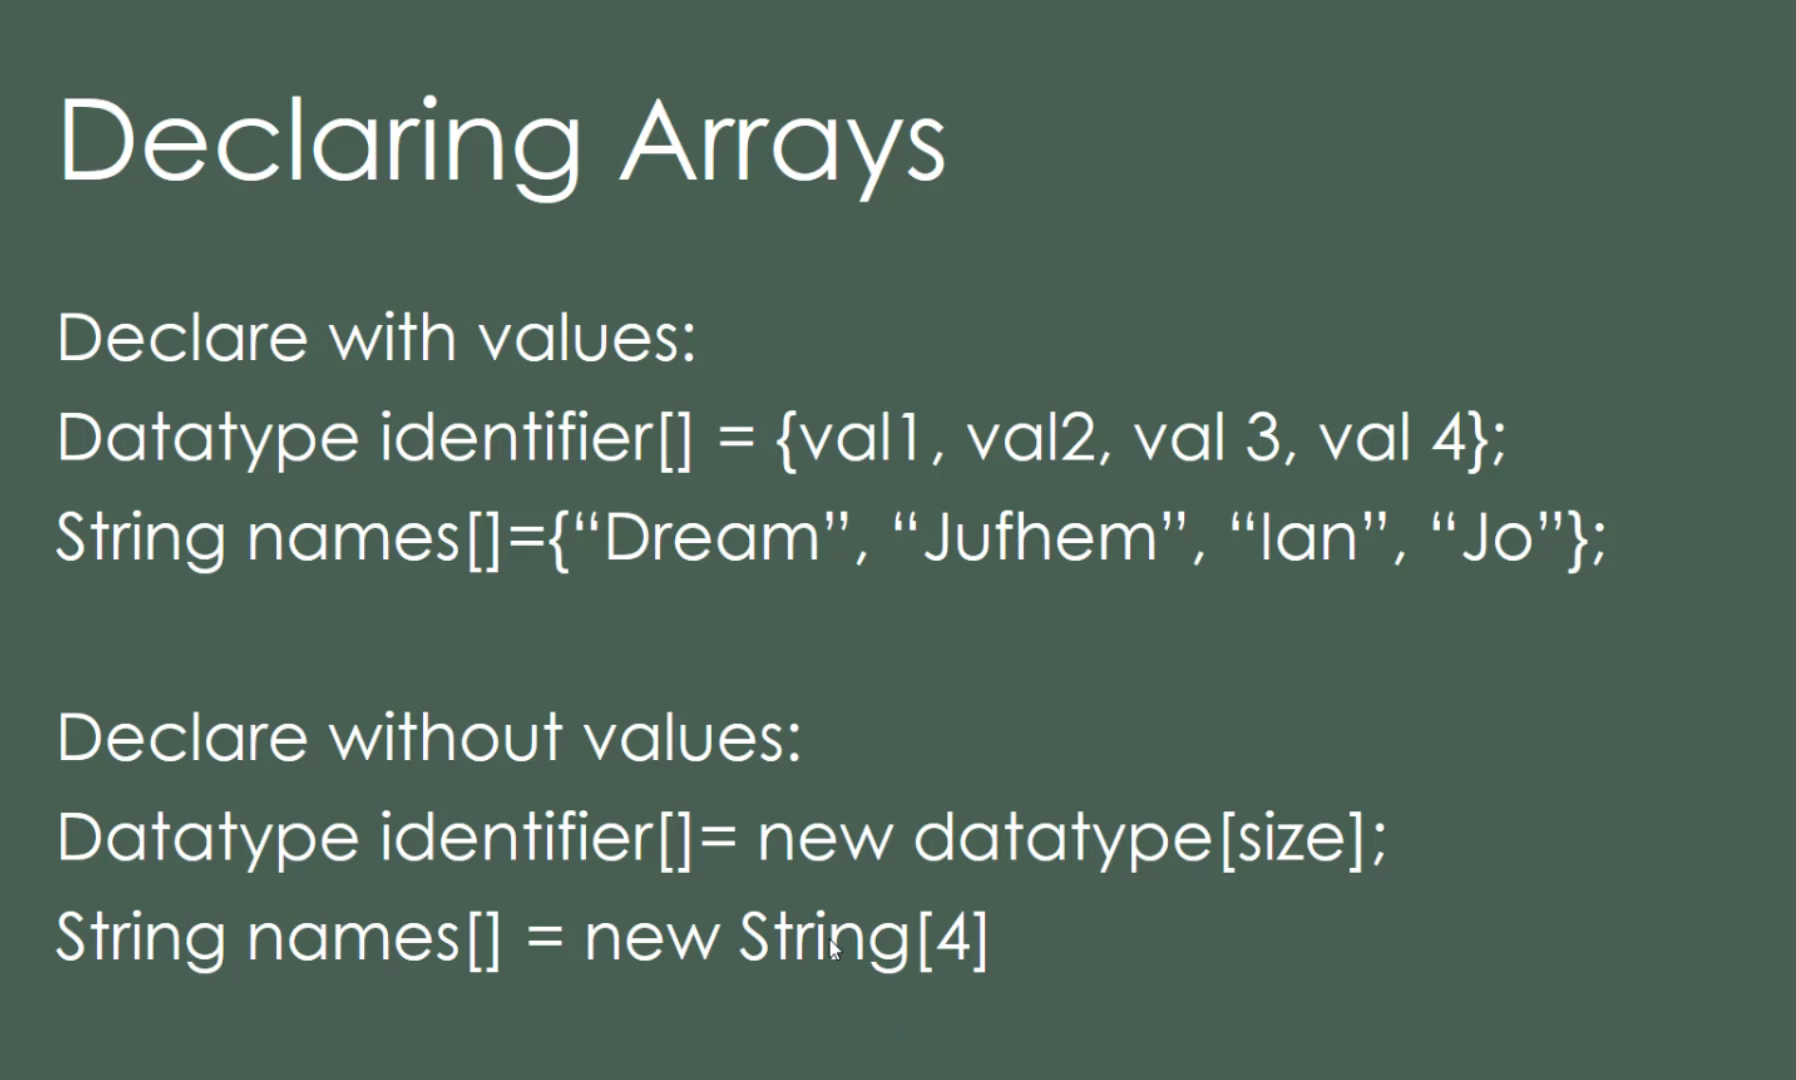 Declaring Arrays
Declare with values:
Datatype identifier[] = {val1, val2, val 3, val 4};
String names[]={“Dream”, “Jufhem”, “Ian”, “Jo”};
Declare without values:
Datatype identifier[]= new datatype[size];
String names[] = new String[4]